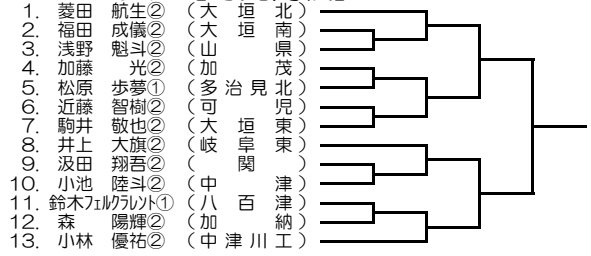 1. 菱田 航生② (大 垣 北)
2. 福田 成儀② (大 垣 南)
3. 浅野 魁斗② (山 県)
4. 加藤 光② (加 茂)
5. 松原 歩夢① (多 治 見 北)
6. 近藤 智樹② (可 児)
7. 駒井 敬也② (大 垣 東)
8. 井上 大旗② (岐 阜 東)
9. 汲田 翔吾② ( 関 )
10. 小池 陸斗② (中 津)
11. 鈴木フェルクラレント① (八 百 津)
12. 森 陽輝② (加 納)
13. 小林 優祐② (中 津 川 工)